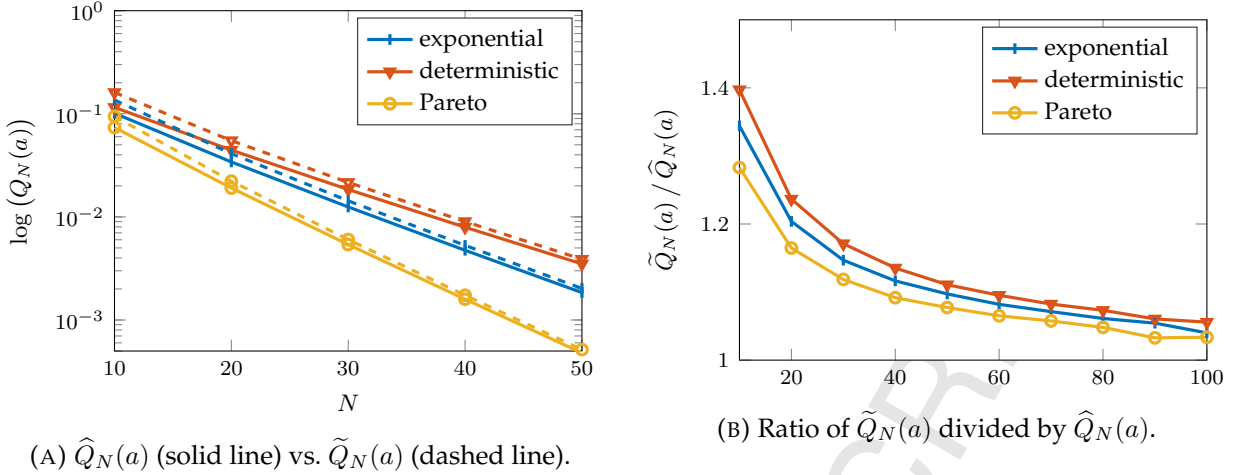 10^0
10^{-1}
10^{-2}
10^{-3}
log (Q_N(a))
10 20 30 40 50
N
exponential
deterministic
Pareto
(A) Q̂_N(a) (solid line) vs. Q̃_N(a) (dashed line).
1.4
1.2
1
Q̃_N(a) / Q̂_N(a)
20 40 60 80 100
exponential
deterministic
Pareto
(B) Ratio of Q̃_N(a) divided by Q̂_N(a).